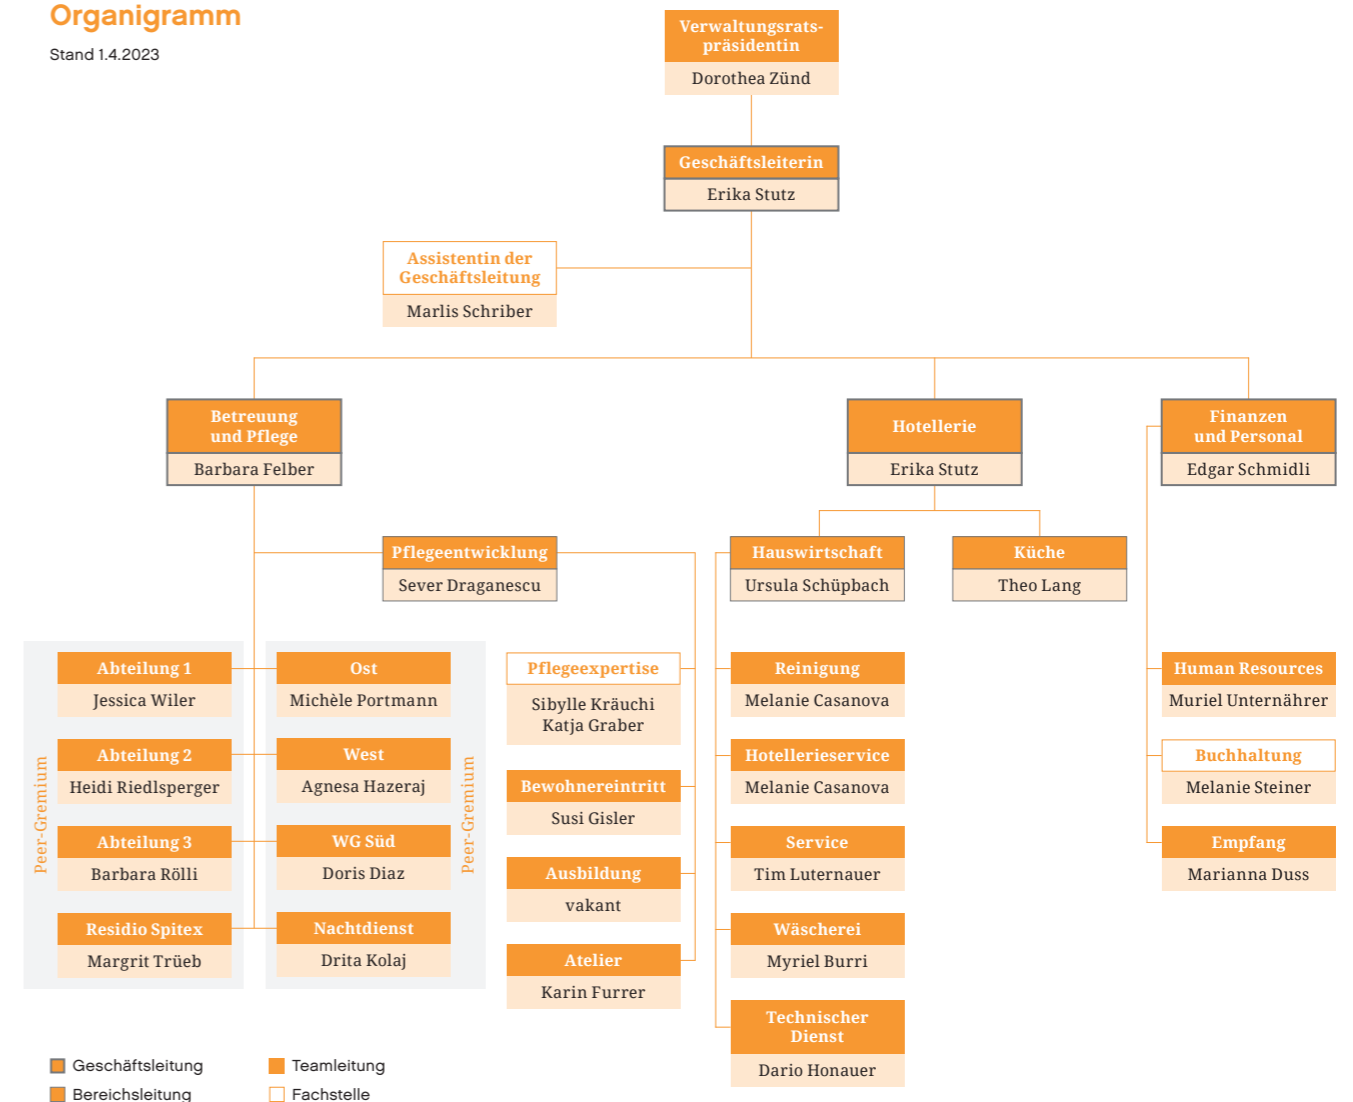 Organigramm
Stand 1.4.2023
Verwaltungsrats-
präsidentin
Dorothea Zünd
Geschäftsleiterin
Erika Stutz
Assistentin der
Geschäftsleitung
Marlis Schriber
Betreuung
und Pflege
Barbara Felber
Hotellerie
Erika Stutz
Finanzen
und Personal
Edgar Schmidli
Pflegeentwicklung
Sever Draganescu
Hauswirtschaft
Ursula Schüpbach
Küche
Theo Lang
Peer-Gremium
Abteilung 1
Jessica Wiler
Abteilung 2
Heidi Riedlsperger
Abteilung 3
Barbara Rölli
Residio Spitex
Margrit Trüeb
Ost
Michèle Portmann
West
Agnesa Hazeraj
WG Süd
Doris Diaz
Nachtdienst
Drita Kolaj
Peer-Gremium
Pflegeexpertise
Sibylle Kräuchi
Katja Graber
Bewohnereintritt
Susi Gisler
Ausbildung
vakant
Atelier
Karin Furrer
Reinigung
Melanie Casanova
Hotellerieservice
Melanie Casanova
Service
Tim Luternauer
Wäscherei
Myriel Burri
Technischer
Dienst
Dario Honauer
Human Resources
Muriel Unternährer
Buchhaltung
Melanie Steiner
Empfang
Marianna Duss
Geschäftsleitung
Bereichsleitung
Teamleitung
Fachstelle